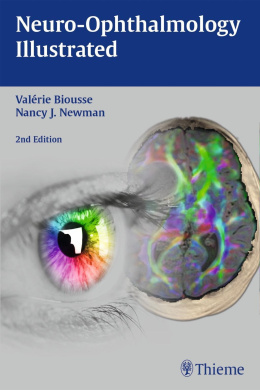 Neuro-Ophthalmology
Illustrated
Valérie Biousse
Nancy J. Newman
2nd Edition
Thieme